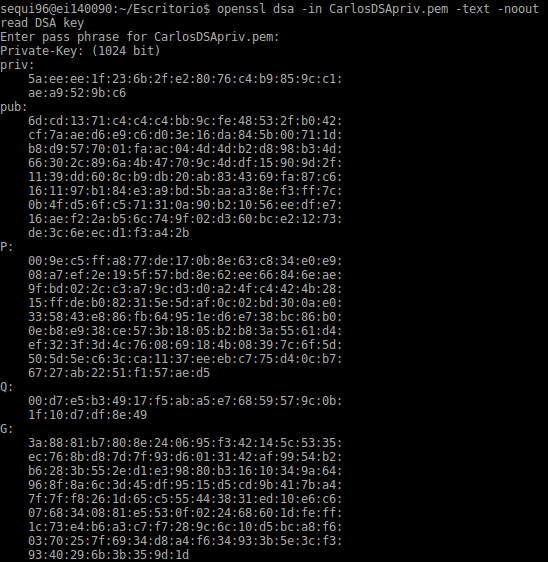 sequi96@ei140090:~/Escritorio$ openssl dsa -in CarlosDSApriv.pem -text -noout
read DSA key
Enter pass phrase for CarlosDSApriv.pem:
Private-Key: (1024 bit)
priv:
5a:ee:ee:1f:23:6b:2f:e2:80:76:c4:b9:85:9c:c1:
ae:a9:52:9b:c6
pub:
6d:cd:13:71:c4:c4:c4:bb:9c:fe:48:53:2f:b0:42:
cf:7a:ae:d6:e9:c6:d0:3e:16:da:84:5b:00:71:1d:
b8:d9:57:70:01:fa:ac:04:4d:4d:b2:d8:98:b3:4d:
66:30:2c:89:6a:4b:47:70:9c:4d:df:15:90:9d:2f:
11:39:dd:60:8c:b9:db:20:ab:83:43:69:fa:87:c6:
16:11:97:b1:84:e3:a9:bd:5b:aa:a3:8e:f3:ff:7c:
0b:4f:d5:6f:c5:71:31:0a:90:b2:10:56:ee:df:e7:
16:ae:f2:2a:b5:6c:74:9f:02:d3:60:bc:e2:12:73:
de:3c:6e:ec:d1:f3:a4:2b
P:
00:9e:c5:ff:a8:77:de:17:0b:8e:63:c8:34:e0:e9:
08:a7:ef:2e:19:5f:57:bd:8e:62:ee:66:84:6e:ae:
9f:bd:02:2c:c3:a7:9c:d3:d0:a2:4f:c4:42:4b:28:
15:ff:de:b0:82:31:5e:5d:af:0c:02:bd:30:0a:e0:
33:58:43:e8:86:fb:64:95:1e:d6:e7:38:bc:86:b0:
0e:b8:e9:38:ce:57:3b:18:05:b2:b8:3a:55:61:d4:
ef:32:3f:3d:4c:76:08:69:18:4b:08:39:7c:6f:5d:
50:5d:5e:c6:3c:ca:11:37:ee:eb:c7:75:d4:0c:b7:
67:27:ab:22:51:f1:57:ae:d5
Q:
00:d7:e5:b3:49:17:f5:ab:a5:e7:68:59:57:9c:0b:
1f:10:d7:df:8e:49
G:
3a:88:81:b7:80:8e:24:06:95:f3:42:14:5c:53:35:
ec:76:8b:d8:7d:7f:93:d6:01:31:42:af:99:54:b2:
b6:28:3b:55:2e:d1:e3:98:80:b3:16:10:34:9a:64:
96:8f:8a:6c:3d:45:df:95:15:d5:cd:9b:41:7b:a4:
7f:7f:f8:26:1d:65:c5:55:44:38:31:ed:10:e6:c6:
07:68:34:08:81:e5:53:0f:02:24:68:60:1d:fe:ff:
1c:73:e4:b6:a3:c7:f7:28:9c:6c:10:d5:bc:a8:f6:
03:70:25:7f:69:34:d8:a4:f6:34:93:3b:5e:3c:f3:
93:40:29:6b:3b:35:9d:1d